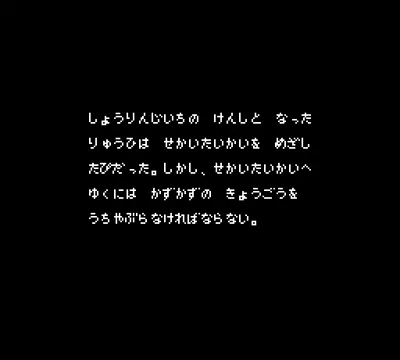 しょうりんじいちの　けんしと　なった
りゅうひは　せかいたいかいを　めざし
たびだった。しかし、せかいたいかいへ
ゆくには　かずかずの　きょうごうを
うちやぶらなければならない。